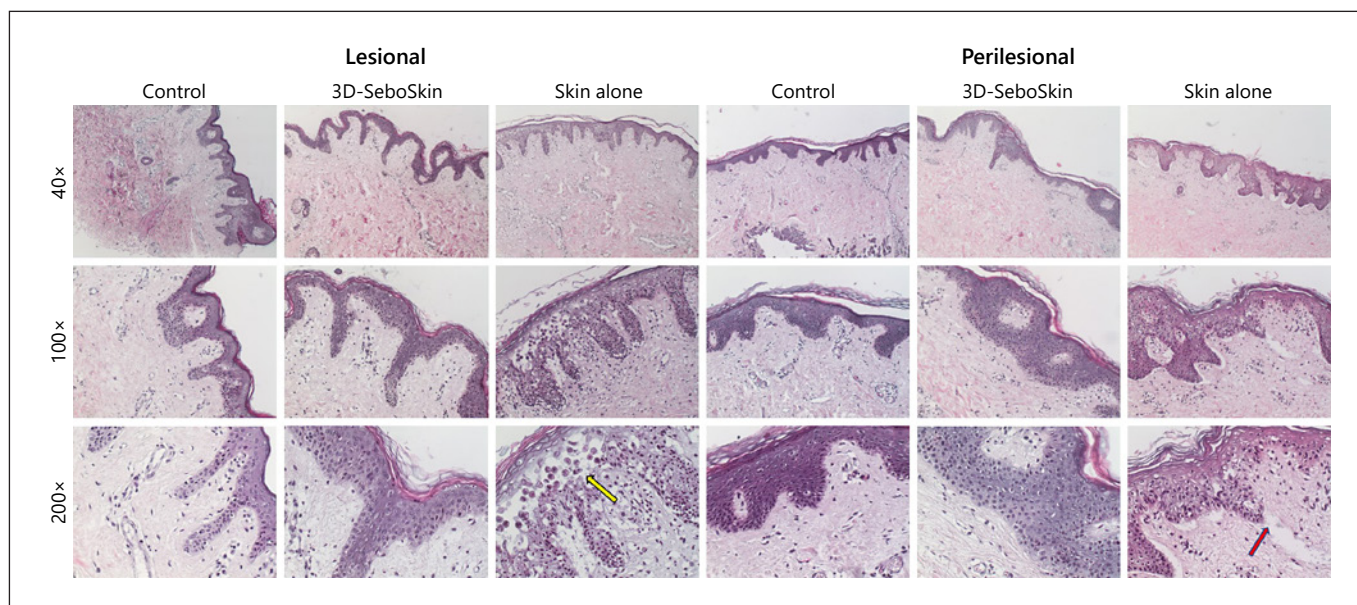 Lesional
Perilesional
Control
3D-SeboSkin
Skin alone
Control
3D-SeboSkin
Skin alone
40×
100×
200×